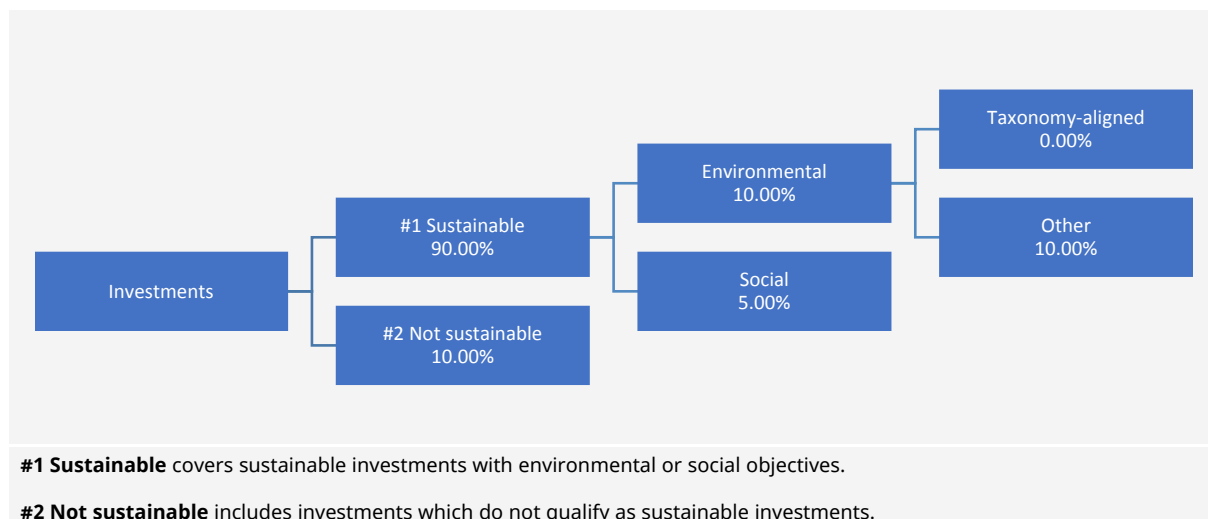 Investments
#1 Sustainable
90.00%
#2 Not sustainable
10.00%
Environmental
10.00%
Social
5.00%
Taxonomy-aligned
0.00%
Other
10.00%
#1 Sustainable covers sustainable investments with environmental or social objectives.
#2 Not sustainable includes investments which do not qualify as sustainable investments.